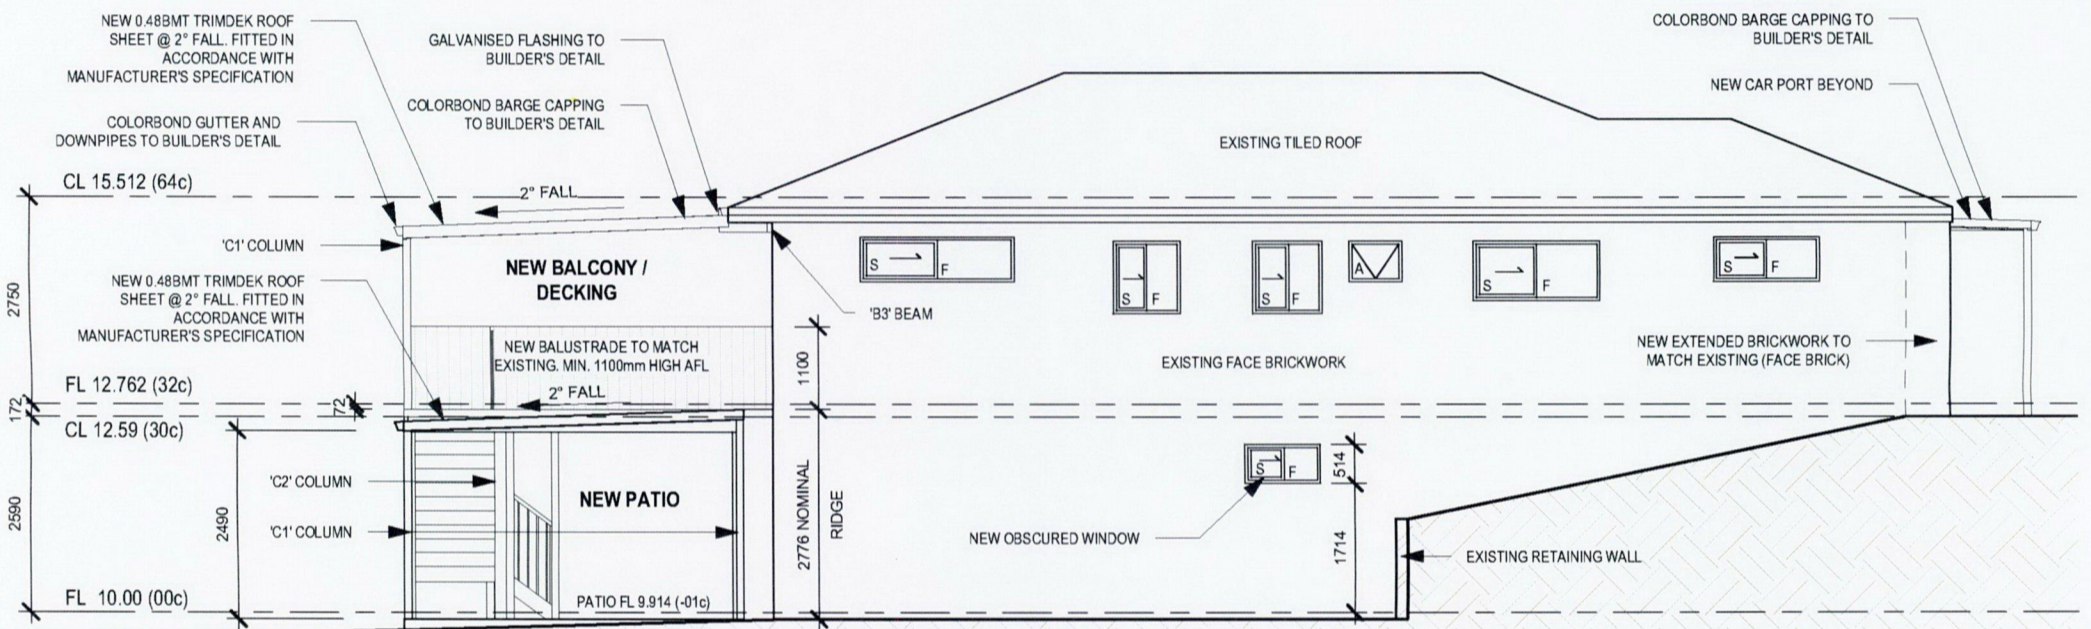 NEW 0.48BMT TRIMDEK ROOF
SHEET @ 2° FALL. FITTED IN
ACCORDANCE WITH
MANUFACTURER'S SPECIFICATION
GALVANISED FLASHING TO
BUILDER'S DETAIL
COLORBOND BARGE CAPPING TO
BUILDER'S DETAIL
NEW CAR PORT BEYOND
COLORBOND BARGE CAPPING
TO BUILDER'S DETAIL
COLORBOND GUTTER AND
DOWNPIPES TO BUILDER'S DETAIL
EXISTING TILED ROOF
CL 15.512 (64c)
2° FALL
'C1' COLUMN
NEW BALCONY /
DECKING
S F
S F
S F
A
S F
S F
NEW 0.48BMT TRIMDEK ROOF
SHEET @ 2° FALL. FITTED IN
ACCORDANCE WITH
MANUFACTURER'S SPECIFICATION
2750
'B3' BEAM
NEW BALUSTRADE TO MATCH
EXISTING. MIN. 1100mm HIGH AFL
1100
EXISTING FACE BRICKWORK
NEW EXTENDED BRICKWORK TO
MATCH EXISTING (FACE BRICK)
FL 12.762 (32c)
2° FALL
172
72
CL 12.59 (30c)
'C2' COLUMN
NEW PATIO
S F
514
2590
2490
'C1' COLUMN
2776 NOMINAL
RIDGE
NEW OBSCURED WINDOW
1714
EXISTING RETAINING WALL
FL 10.00 (00c)
PATIO FL 9.914 (-01c)